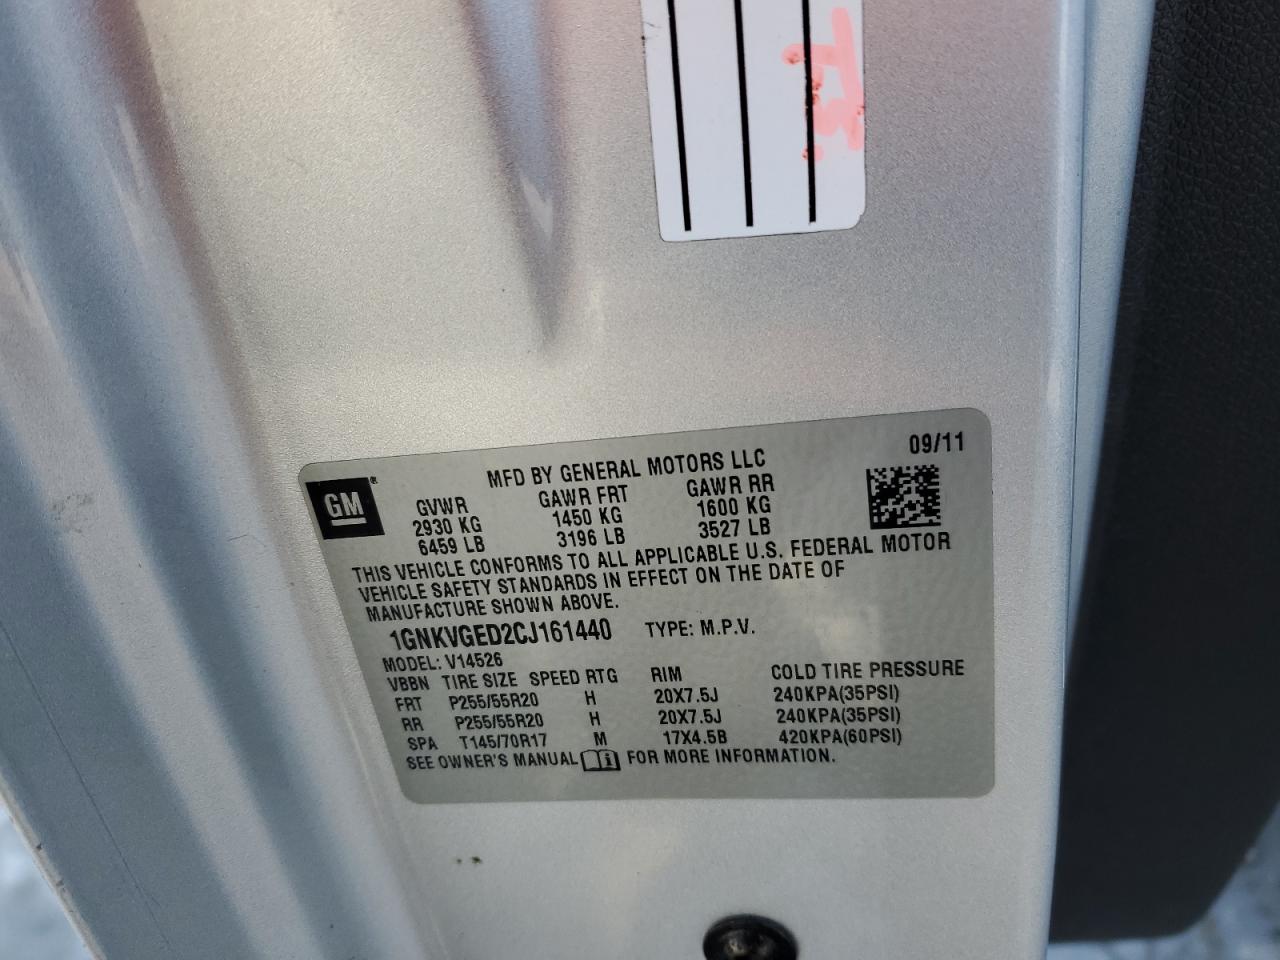 GM
MFD BY GENERAL MOTORS LLC
09/11
GVWR GAWR FRT GAWR RR
2930 KG 1450 KG 1600 KG
6459 LB 3196 LB 3527 LB
THIS VEHICLE CONFORMS TO ALL APPLICABLE U.S. FEDERAL MOTOR
VEHICLE SAFETY STANDARDS IN EFFECT ON THE DATE OF
MANUFACTURE SHOWN ABOVE.
1GNKVGED2CJ161440 TYPE: M.P.V.
MODEL: V14526
VBBN TIRE SIZE SPEED RTG RIM COLD TIRE PRESSURE
FRT P255/55R20 H 20X7.5J 240KPA(35PSI)
RR P255/55R20 H 20X7.5J 240KPA(35PSI)
SPA T145/70R17 M 17X4.5B 420KPA(60PSI)
SEE OWNER'S MANUAL FOR MORE INFORMATION.